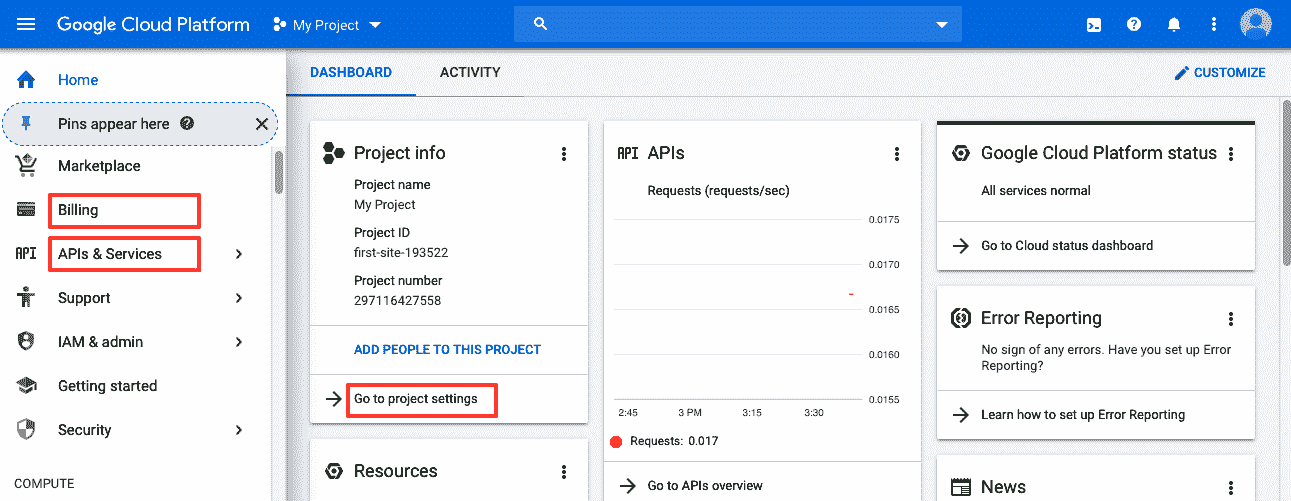 Google Cloud Platform
My Project
DASHBOARD
ACTIVITY
CUSTOMIZE
Home
Pins appear here
Marketplace
Billing
API
APIs & Services
Support
IAM & admin
Getting started
Security
COMPUTE
Project info
Project name
My Project
Project ID
first-site-193522
Project number
297116427558
ADD PEOPLE TO THIS PROJECT
Go to project settings
Resources
API
APIs
Requests (requests/sec)
0.0175
0.0170
0.0165
0.0160
0.0155
2:45
3 PM
3:15
3:30
Requests: 0.017
Go to APIs overview
Google Cloud Platform status
All services normal
Go to Cloud status dashboard
Error Reporting
No sign of any errors. Have you set up Error
Reporting?
Learn how to set up Error Reporting
News